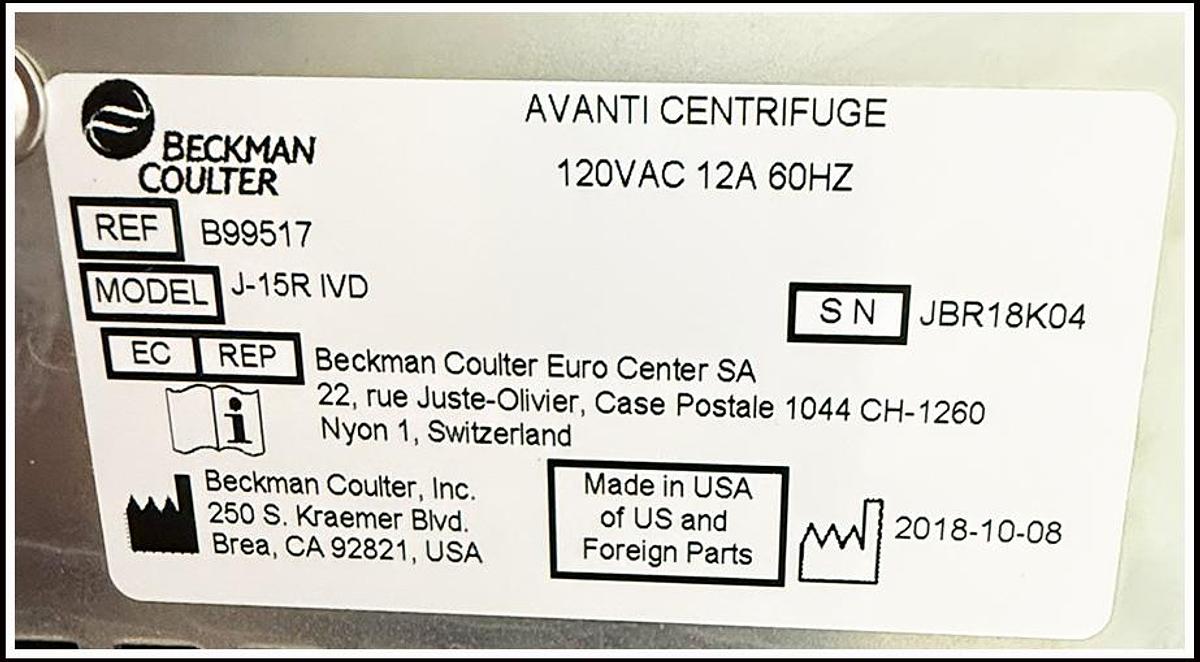 BECKMAN
COULTER
AVANTI CENTRIFUGE
120VAC 12A 60HZ
REF B99517
MODEL J-15R IVD
SN JBR18K04
EC REP Beckman Coulter Euro Center SA
22, rue Juste-Olivier, Case Postale 1044 CH-1260
Nyon 1, Switzerland
Beckman Coulter, Inc.
250 S. Kraemer Blvd.
Brea, CA 92821, USA
Made in USA
of US and
Foreign Parts
2018-10-08